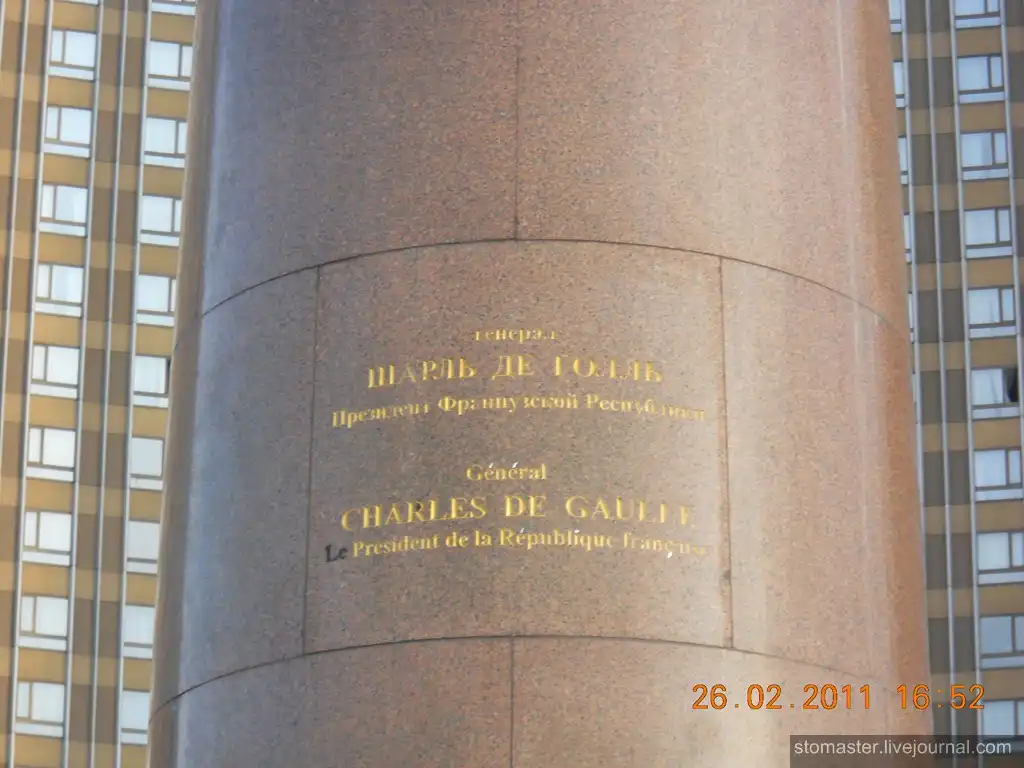 генерал
ШАРЛЬ ДЕ ГОЛЛЬ
Президент Французской Республики
Général
CHARLES DE GAULLE
Le Président de la République française
26.02.2011 16:52
stomaster.livejournal.com